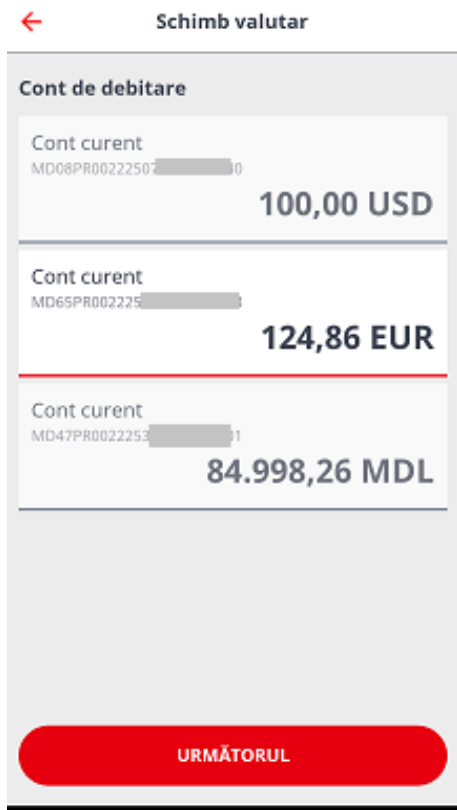 Schimb valutar
Cont de debitare
Cont curent
MD08PR00222507
100,00 USD
Cont curent
MD65PR002225
124,86 EUR
Cont curent
MD47PR0022253
84.998,26 MDL
URMĂTORUL